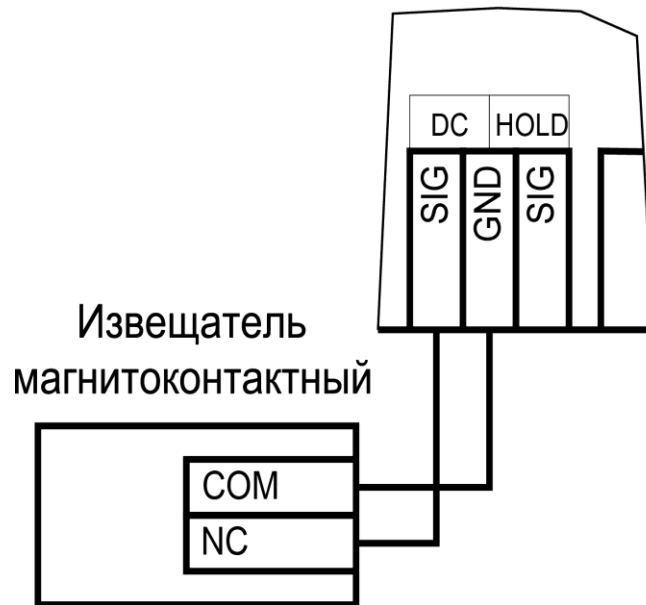 DC HOLD
SIG GND SIG
Извещатель
магнитоконтактный
COM
NC